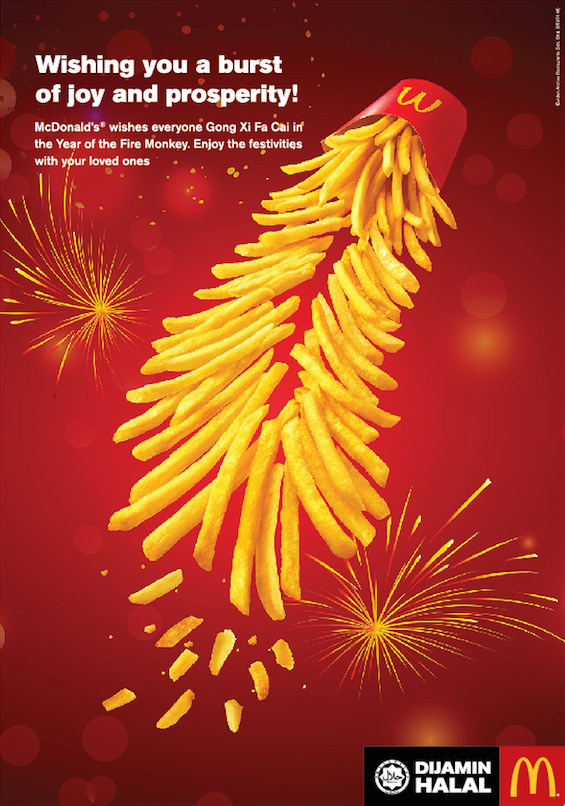 Wishing you a burst
of joy and prosperity!
McDonald's® wishes everyone Gong Xi Fa Cai in
the Year of the Fire Monkey. Enjoy the festivities
with your loved ones
DIJAMIN
HALAL